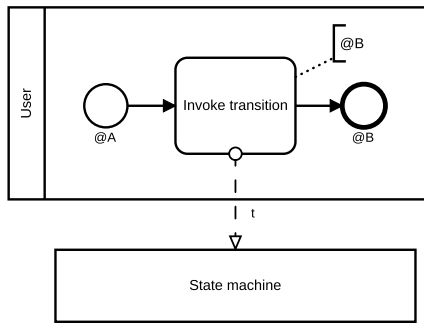 @B
User
Invoke transition
@A
@B
t
State machine